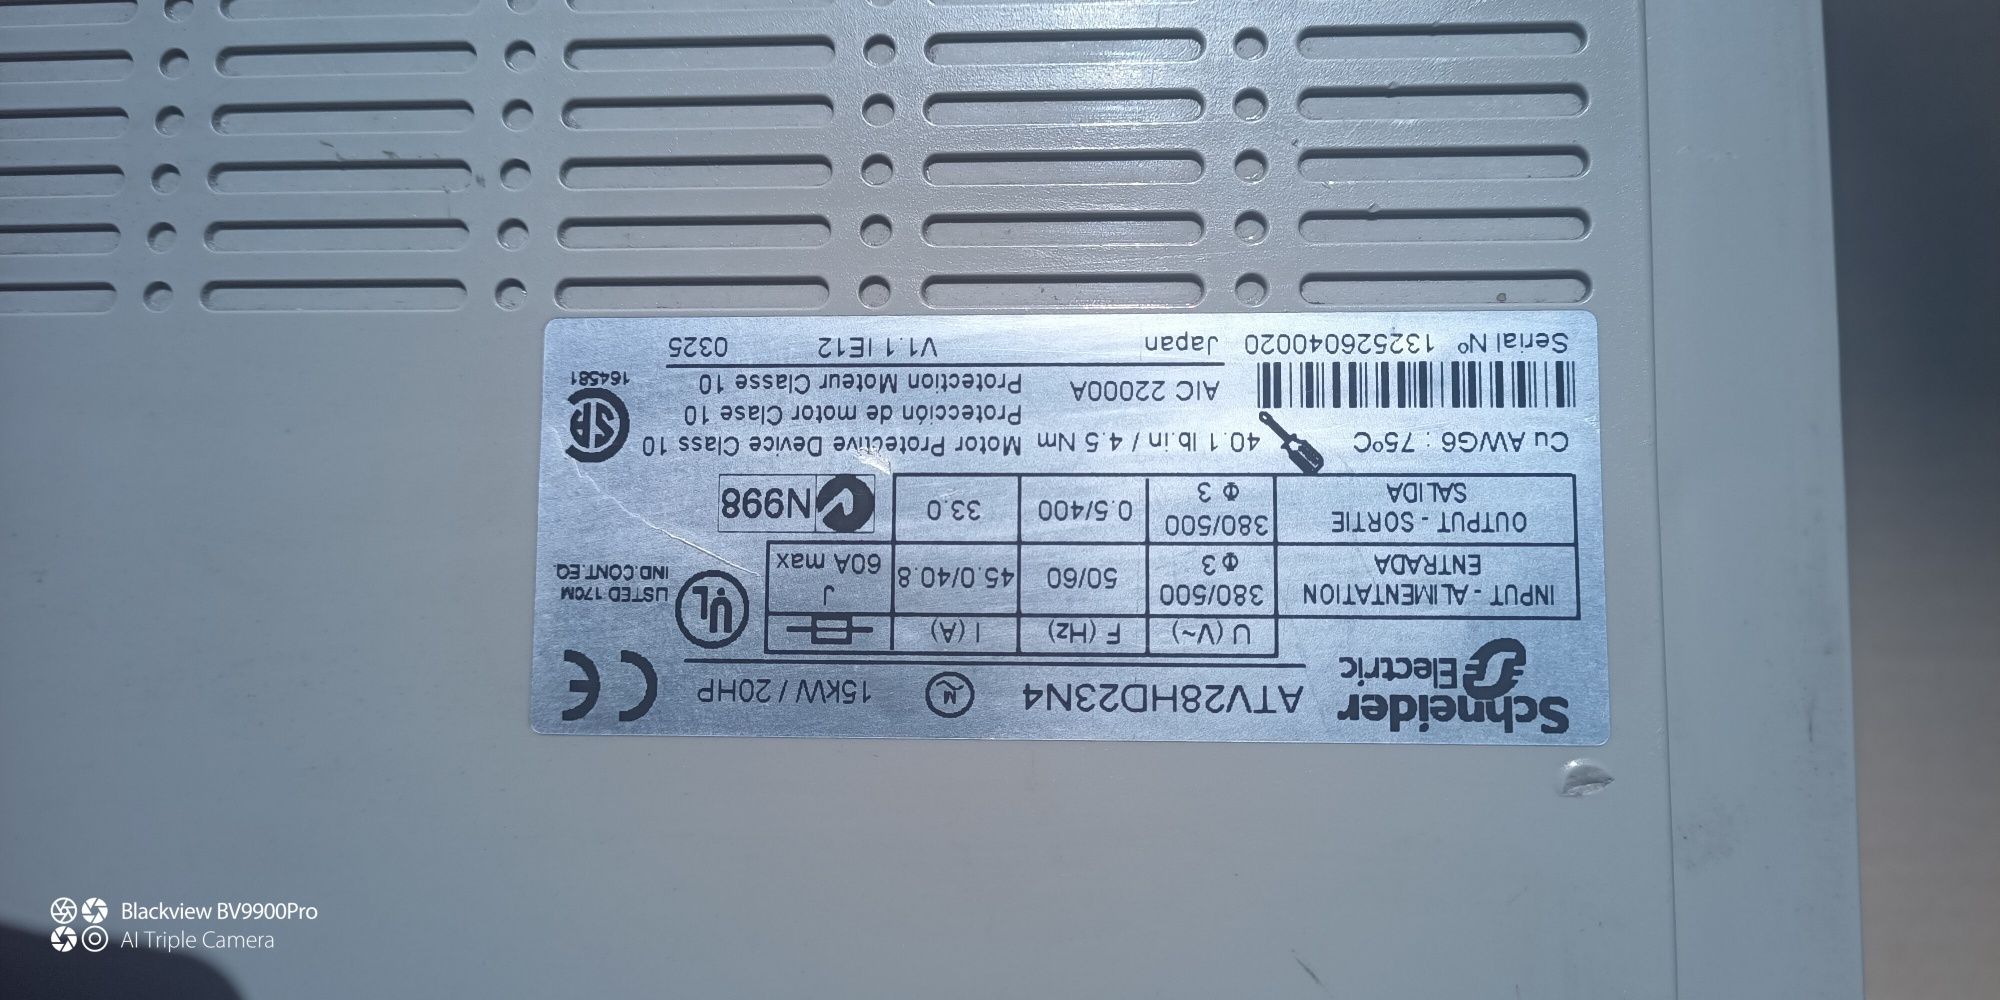 Schneider
Electric
ATV28HD23N4 15kW / 20HP
CE
U (V~) F (Hz) I (A)
INPUT - ALIMENTATION
ENTRADA
380/500
Φ 3
50/60
45.0/40.8
J
60A max
OUTPUT - SORTIE
SALIDA
380/500
Φ 3
0.5/400
33.0
N998
UL
LISTED 170M
IND.CONT.EQ.
Cu AWG6 : 75°C
40.1 lb.in / 4.5 Nm
Motor Protective Device Class 10
Protección de motor Clase 10
AIC 22000A
Protection Moteur Classe 10
SA
164581
Serial N° 132526040020 Japan V1.1 IE12 0325
Blackview BV9900Pro
AI Triple Camera